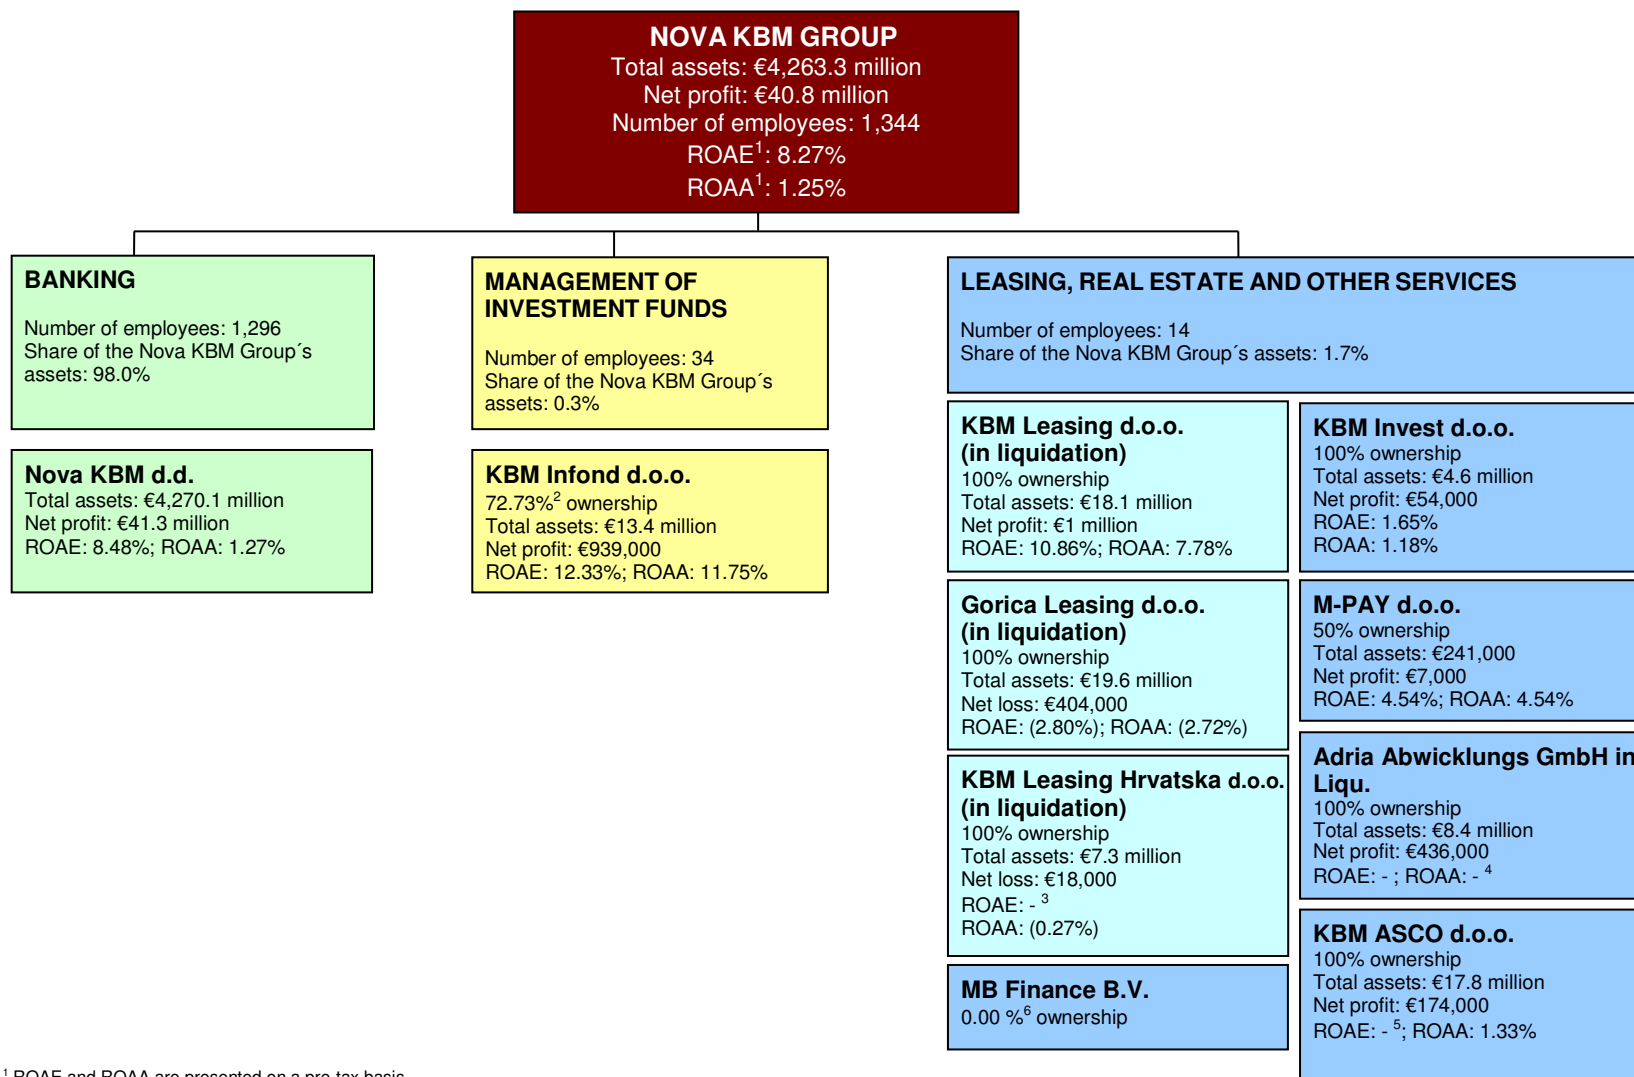 NOVA KBM GROUP
Total assets: €4,263.3 million
Net profit: €40.8 million
Number of employees: 1,344
ROAE1: 8.27%
ROAA1: 1.25%
BANKING
Number of employees: 1,296
Share of the Nova KBM Group´s
assets: 98.0%
Nova KBM d.d.
Total assets: €4,270.1 million
Net profit: €41.3 million
ROAE: 8.48%; ROAA: 1.27%
MANAGEMENT OF
INVESTMENT FUNDS
Number of employees: 34
Share of the Nova KBM Group´s
assets: 0.3%
KBM Infond d.o.o.
72.73%2 ownership
Total assets: €13.4 million
Net profit: €939,000
ROAE: 12.33%; ROAA: 11.75%
LEASING, REAL ESTATE AND OTHER SERVICES
Number of employees: 14
Share of the Nova KBM Group´s assets: 1.7%
KBM Leasing d.o.o.
(in liquidation)
100% ownership
Total assets: €18.1 million
Net profit: €1 million
ROAE: 10.86%; ROAA: 7.78%
Gorica Leasing d.o.o.
(in liquidation)
100% ownership
Total assets: €19.6 million
Net loss: €404,000
ROAE: (2.80%); ROAA: (2.72%)
KBM Leasing Hrvatska d.o.o.
(in liquidation)
100% ownership
Total assets: €7.3 million
Net loss: €18,000
ROAE: - 3
ROAA: (0.27%)
MB Finance B.V.
0.00 %6 ownership
KBM Invest d.o.o.
100% ownership
Total assets: €4.6 million
Net profit: €54,000
ROAE: 1.65%
ROAA: 1.18%
M-PAY d.o.o.
50% ownership
Total assets: €241,000
Net profit: €7,000
ROAE: 4.54%; ROAA: 4.54%
Adria Abwicklungs GmbH in
Liqu.
100% ownership
Total assets: €8.4 million
Net profit: €436,000
ROAE: - ; ROAA: - 4
KBM ASCO d.o.o.
100% ownership
Total assets: €17.8 million
Net profit: €174,000
ROAE: - 5; ROAA: 1.33%
1 ROAE and ROAA are presented on a pre-tax basis